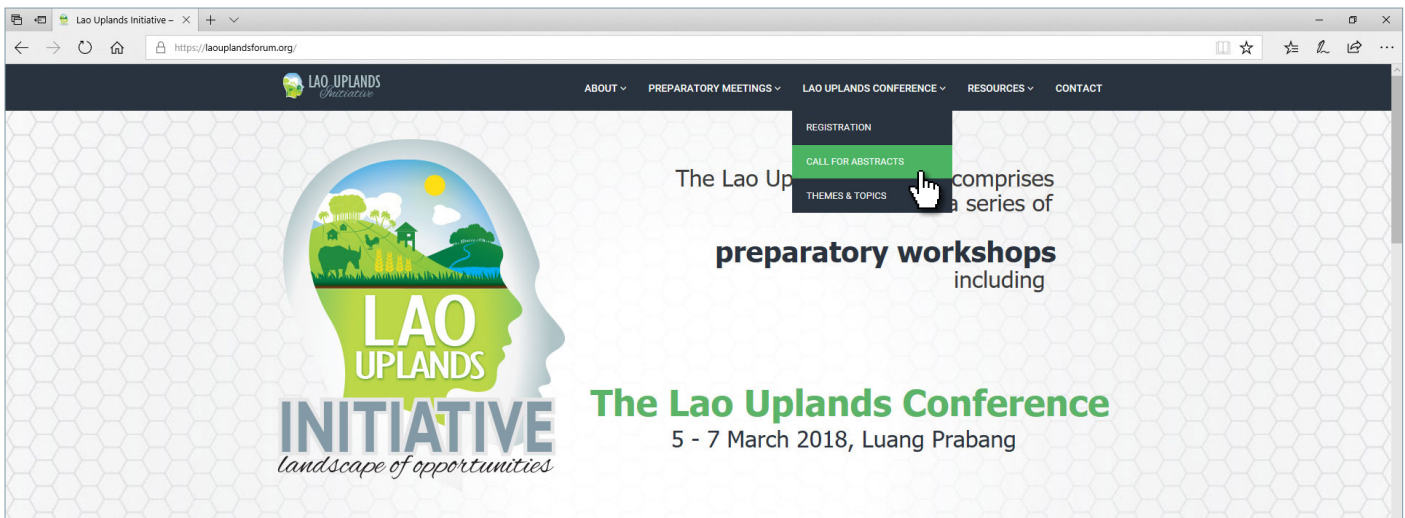 Lao Uplands Initiative –
https://laouplandsforum.org/
LAO UPLANDS
Initiative
ABOUT
PREPARATORY MEETINGS
LAO UPLANDS CONFERENCE
RESOURCES
CONTACT
REGISTRATION
CALL FOR ABSTRACTS
THEMES & TOPICS
The Lao Up comprises
a series of
preparatory workshops
including
LAO
UPLANDS
INITIATIVE
landscape of opportunities
The Lao Uplands Conference
5 - 7 March 2018, Luang Prabang